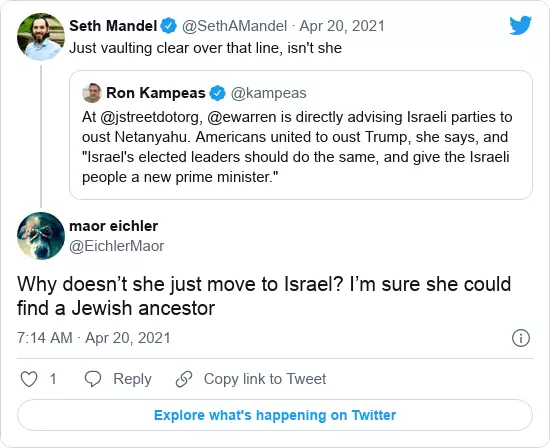 Seth Mandel @SethAMandel · Apr 20, 2021
Just vaulting clear over that line, isn't she
Ron Kampeas @kampeas
At @jstreetdotorg, @ewarren is directly advising Israeli parties to
oust Netanyahu. Americans united to oust Trump, she says, and
"Israel's elected leaders should do the same, and give the Israeli
people a new prime minister."
maor eichler
@EichlerMaor
Why doesn’t she just move to Israel? I’m sure she could
find a Jewish ancestor
7:14 AM · Apr 20, 2021
1 Reply Copy link to Tweet
Explore what's happening on Twitter